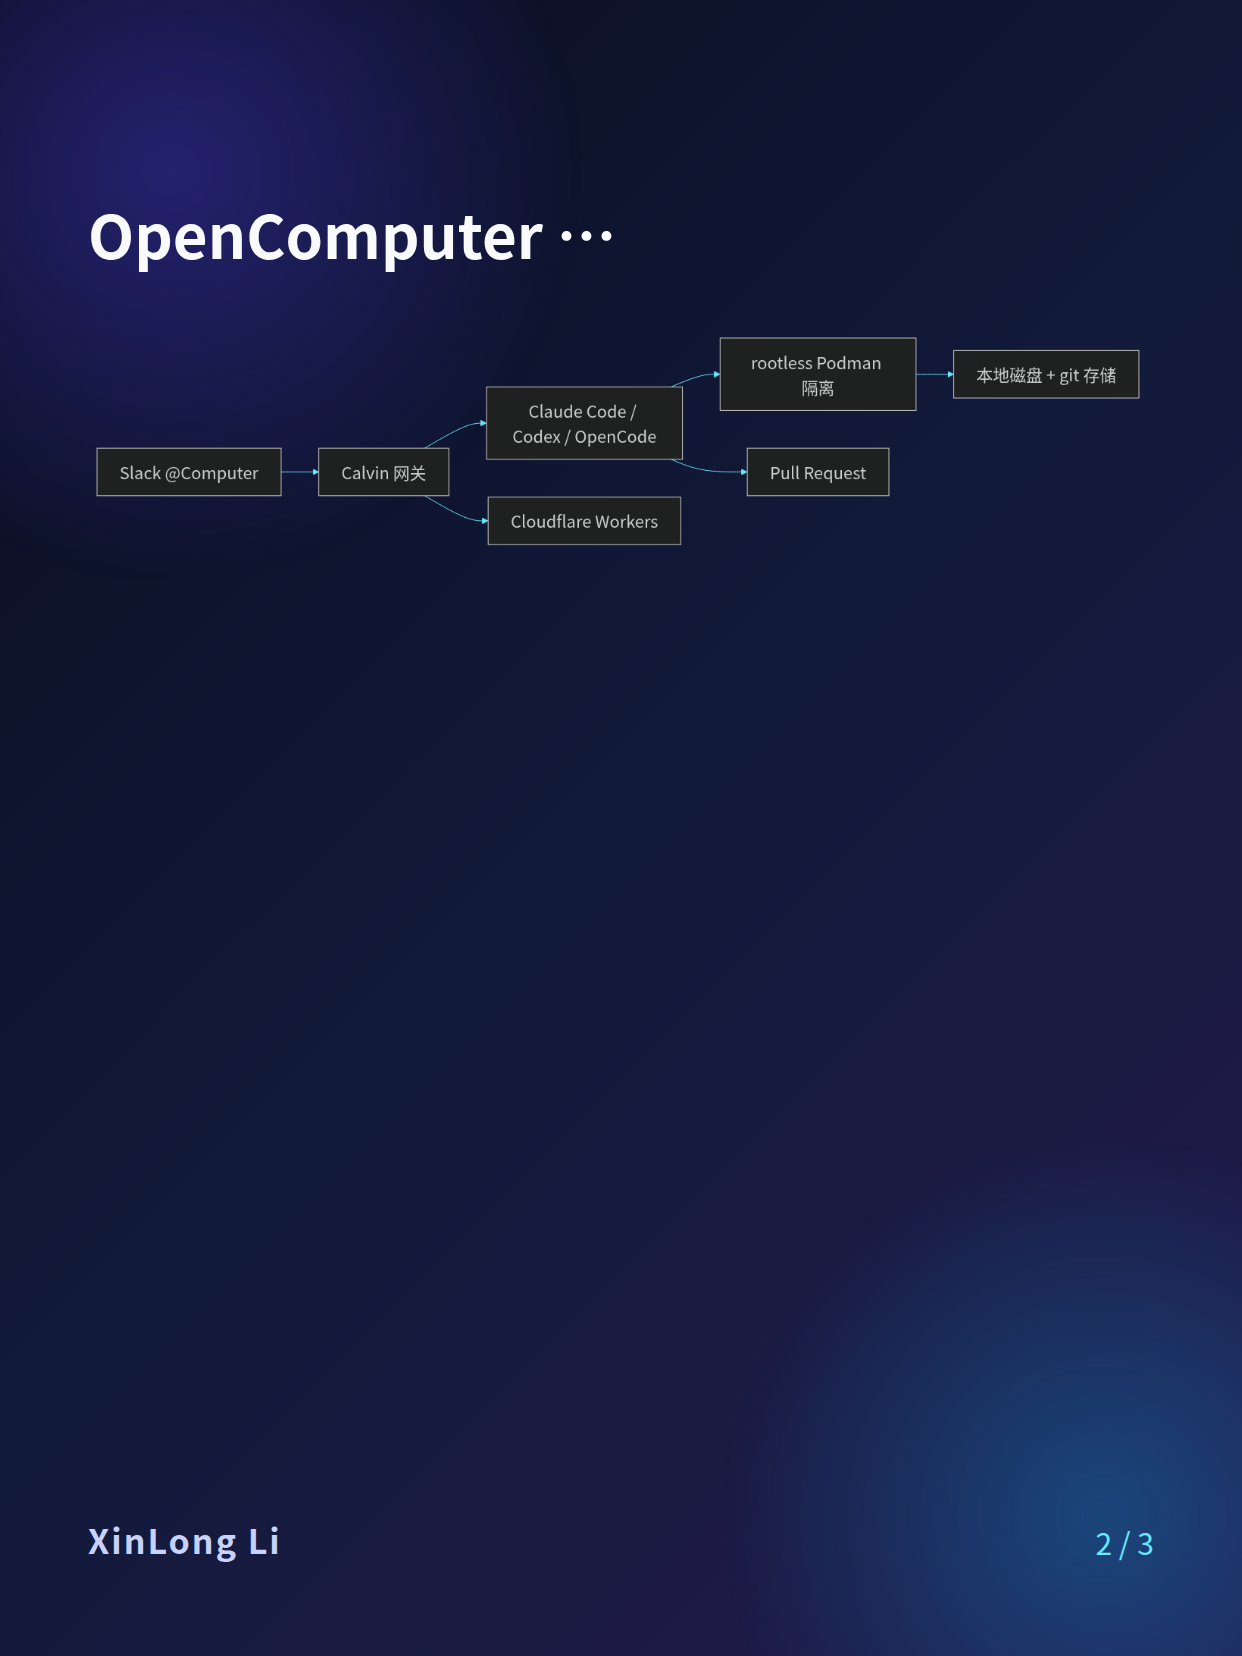 OpenComputer …
Slack @Computer
Calvin 网关
Claude Code /
Codex / OpenCode
Cloudflare Workers
rootless Podman
隔离
Pull Request
本地磁盘 + git 存储
XinLong Li
2 / 3